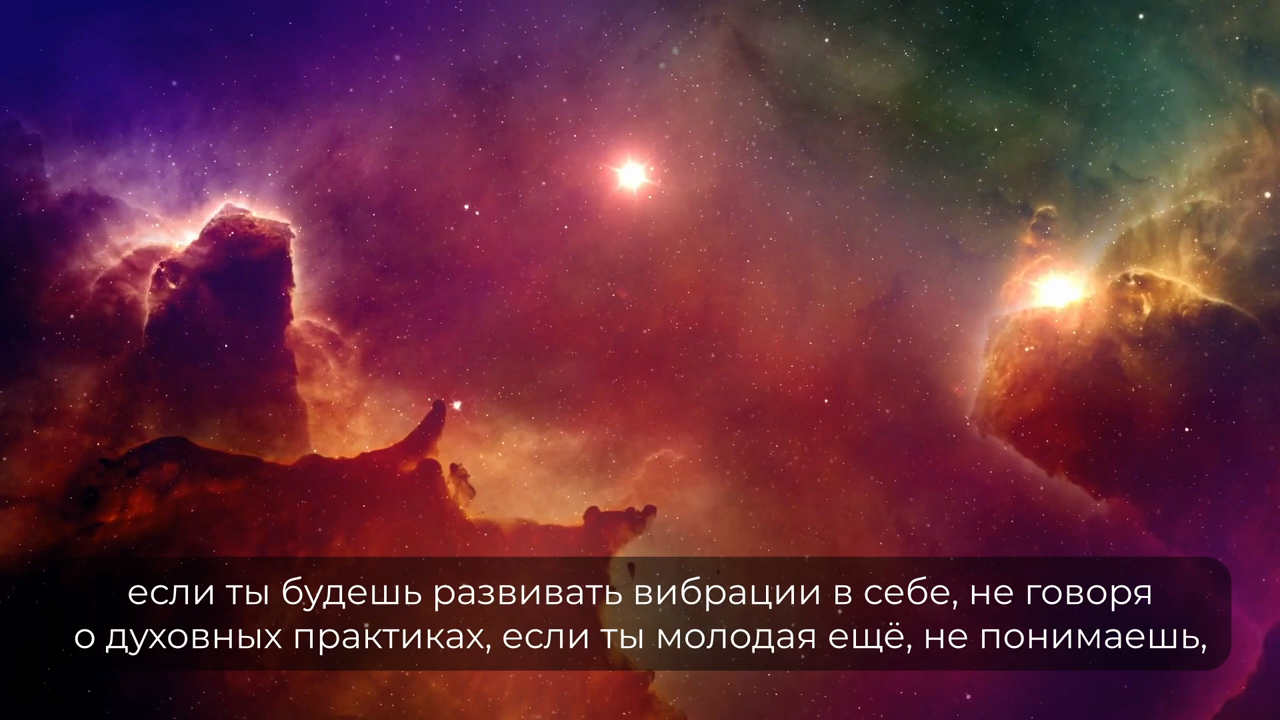 если ты будешь развивать вибрации в себе, не говоря
о духовных практиках, если ты молодая ещё, не понимаешь,